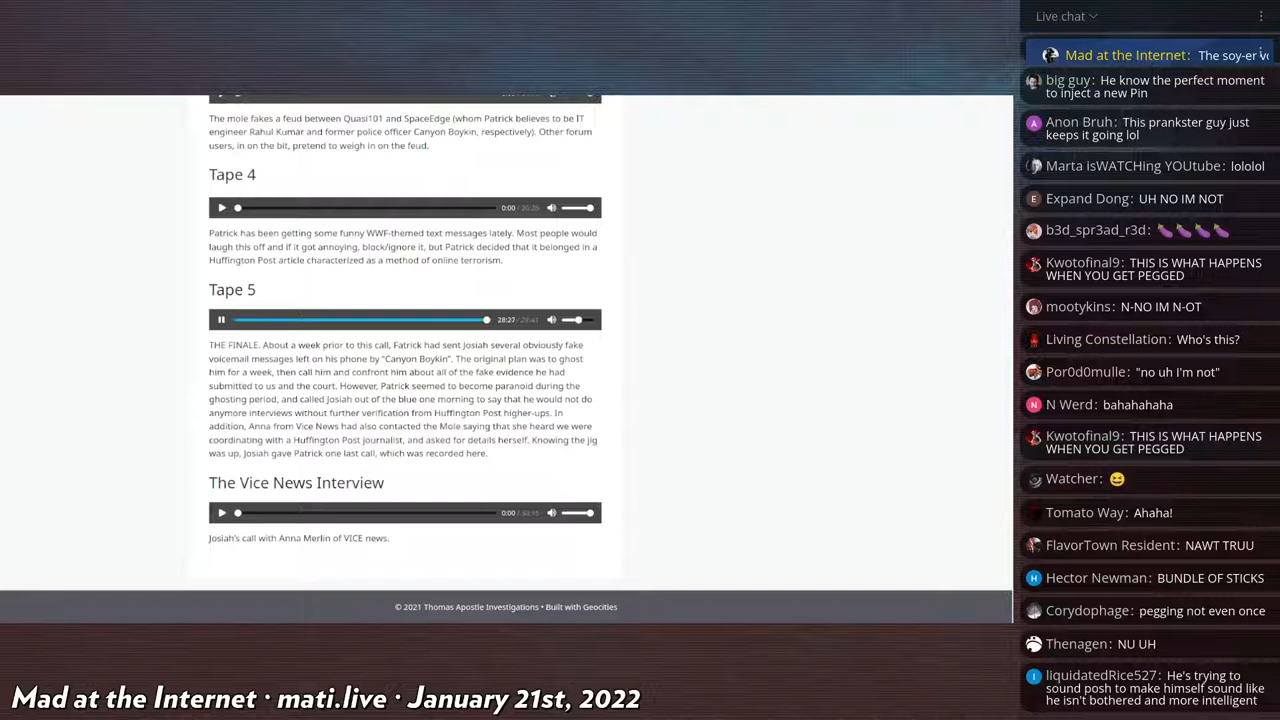 The mole fakes a feud between Quasi101 and SpaceEdge (whom Patrick believes to be IT
engineer Rahul Kumar and former police officer Canyon Boykin, respectively). Other forum
users, in on the bit, pretend to weigh in on the feud.
Tape 4
0:00 / 20:26
Patrick has been getting some funny WWF-themed text messages lately. Most people would
laugh this off and if it got annoying, block/ignore it, but Patrick decided that it belonged in a
Huffington Post article characterized as a method of online terrorism.
Tape 5
28:27 / 28:41
THE FINALE. About a week prior to this call, Patrick had sent Josiah several obviously fake
voicemail messages left on his phone by "Canyon Boykin". The original plan was to ghost
him for a week, then call him and confront him about all of the fake evidence he had
submitted to us and the court. However, Patrick seemed to become paranoid during the
ghosting period, and called Josiah out of the blue one morning to say that he would not do
anymore interviews without further verification from Huffington Post higher-ups. In
addition, Anna from Vice News had also contacted the Mole saying that she heard we were
coordinating with a Huffington Post journalist, and asked for details herself. Knowing the jig
was up, Josiah gave Patrick one last call, which was recorded here.
The Vice News Interview
0:00 / 33:15
Josiah's call with Anna Merlin of VICE news.
© 2021 Thomas Apostle Investigations • Built with Geocities
Mad at the Internet · mati.live · January 21st, 2022
Live chat
Mad at the Internet: The soy-er
big guy: He know the perfect moment
to inject a new Pin
A
Anon Bruh: This prankster guy just
keeps it going
Marta iSWATCHing YouTube: lololol
E
Expand Dong: UH NO IM NOT
b3d_spr3ad_r3d: 🍆🍆🍆
Kwotofinal9: THIS IS WHAT HAPPENS
WHEN YOU GET PEGGED
mootykins: N-NO IM N-OT
Living Constellation: Who's this?
Por0d0mulle: "no uh I'm not"
N
N Werd: bahahahaha
Kwotofinal9: THIS IS WHAT HAPPENS
WHEN YOU GET PEGGED
Watcher: 😆
Tomato Way: Ahaha!
FlavorTavvn Resident: NAWT TRUU
H
Hector Newman: BUNDLE OF STICKS
Corydophage: pegging not even once
Thenagen: NU UH
l
liquidatedRice527: He's trying to
sound posh to make himself sound like
he isn't bothered and more intelligent